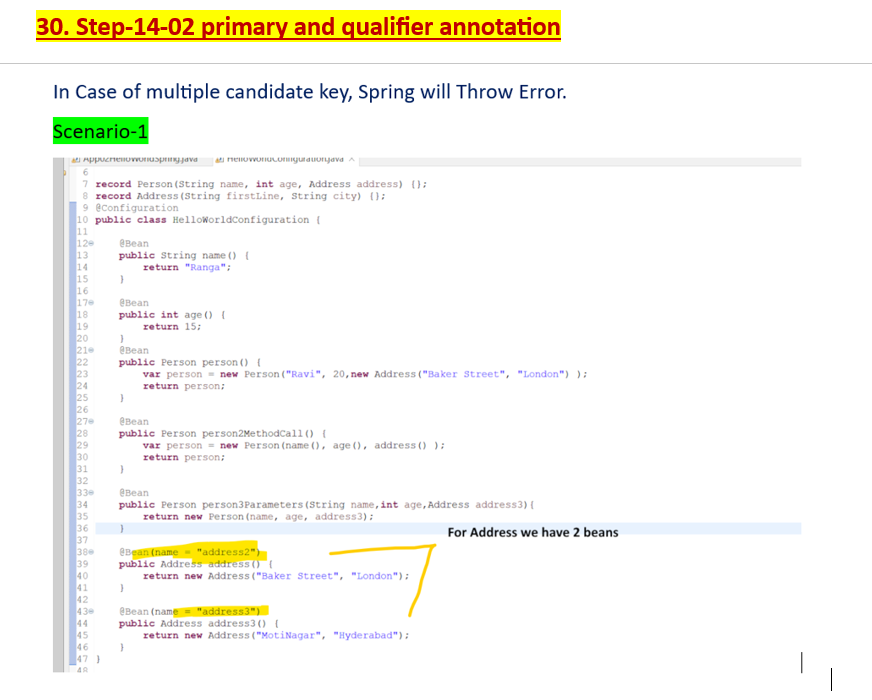 30. Step-14-02 primary and qualifier annotation
In Case of multiple candidate key, Spring will Throw Error.
Scenario-1
App02HelloWorldSpring.java HelloWorldConfiguration.java
6
7 record Person(String name, int age, Address address) {};
8 record Address(String firstLine, String city) {};
9 @Configuration
10 public class HelloWorldConfiguration {
11
12 @Bean
13 public String name() {
14 return "Ranga";
15 }
16
17 @Bean
18 public int age() {
19 return 15;
20 }
21 @Bean
22 public Person person() {
23 var person = new Person("Ravi", 20,new Address("Baker Street", "London") );
24 return person;
25 }
26
27 @Bean
28 public Person person2MethodCall() {
29 var person = new Person(name(), age(), address() );
30 return person;
31 }
32
33 @Bean
34 public Person person3Parameters(String name,int age,Address address3){
35 return new Person(name, age, address3);
36 }
For Address we have 2 beans
37
38 @Bean(name = "address2")
39 public Address address() {
40 return new Address("Baker Street", "London");
41 }
42
43 @Bean(name = "address3")
44 public Address address3() {
45 return new Address("MotiNagar", "Hyderabad");
46 }
47 }
48